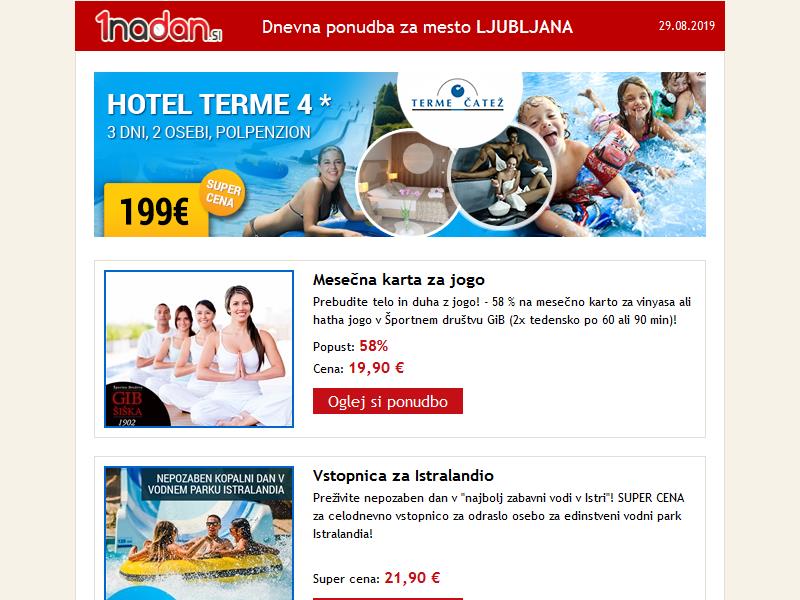 1nadan.si
Dnevna ponudba za mesto LJUBLJANA
29.08.2019
HOTEL TERME 4 *
3 DNI, 2 OSEBI, POLPENZION
199€
SUPER
CENA
TERME ČATEŽ
Mesečna karta za jogo
Prebudite telo in duha z jogo! - 58 % na mesečno karto za vinyasa ali
hatha jogo v Športnem društvu GiB (2x tedensko po 60 ali 90 min)!
Popust: 58%
Cena: 19,90 €
Oglej si ponudbo
Športno Društvo
GIB
ŠIŠKA
1902
NEPOZABEN KOPALNI DAN V
VODNEM PARKU ISTRALANDIA
Vstopnica za Istralandio
Preživite nepozaben dan v "najbolj zabavni vodi v Istri"! SUPER CENA
za celodnevno vstopnico za odraslo osebo za edinstveni vodni park
Istralandia!
Super cena: 21,90 €